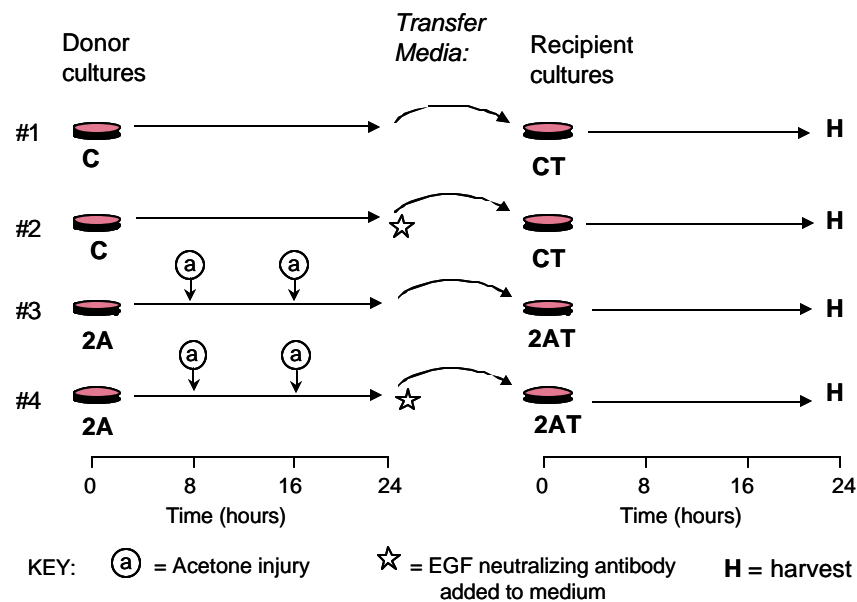 Donor
cultures
Transfer
Media:
Recipient
cultures
#1
C
CT
H
#2
C
CT
H
a
a
#3
2A
2AT
H
a
a
#4
2A
2AT
H
0 8 16 24
Time (hours)
0 8 16 24
Time (hours)
KEY: a = Acetone injury
= EGF neutralizing antibody
added to medium
H = harvest